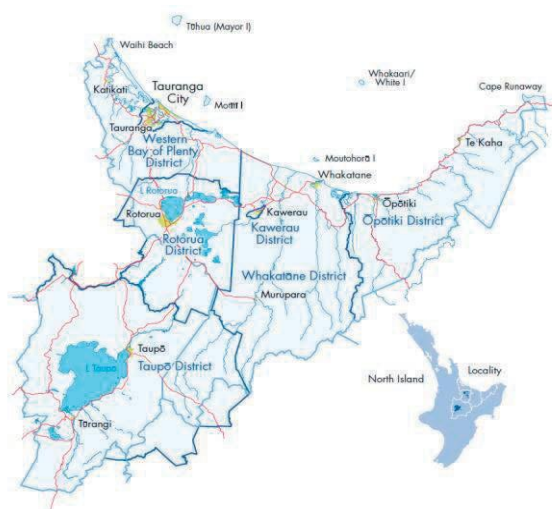 Tūhua (Mayor I)
Waihi Beach
Katikati
Tauranga
City
Motiti I
Whakaari/
White I
Cape Runaway
Tauranga
Western
Bay of Plenty
District
Moutohorā I
Te Kaha
Whakatane
L Rotorua
Rotorua
Rotorua
District
Kawerau
Kawerau
District
Ōpōtiki
Ōpōtiki District
Whakatāne District
Murupara
Taupō
L Taupo
Taupō District
Tūrangi
North Island
Locality